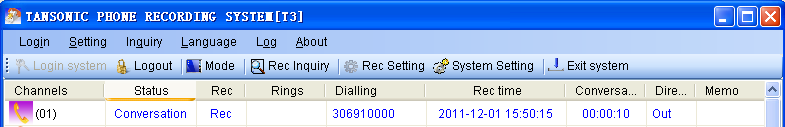 TANSONIC PHONE RECORDING SYSTEM[T3]
Login Setting Inquiry Language Log About
Login system Logout Mode Rec Inquiry Rec Setting System Setting Exit system
Channels Status Rec Rings Dialling Rec time Conversa... Dire... Memo
(01) Conversation Rec 306910000 2011-12-01 15:50:15 00:00:10 Out